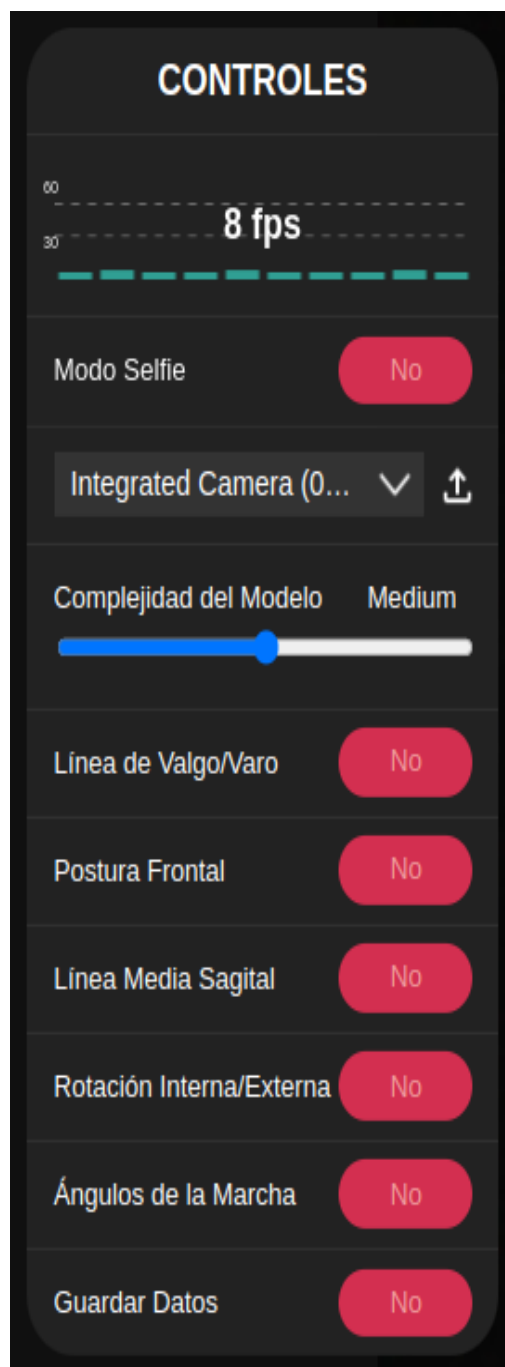 CONTROLES
60
8 fps
30
Modo Selfie No
Integrated Camera (0...
Complejidad del Modelo Medium
Línea de Valgo/Varo No
Postura Frontal No
Línea Media Sagital No
Rotación Interna/Externa No
Ángulos de la Marcha No
Guardar Datos No